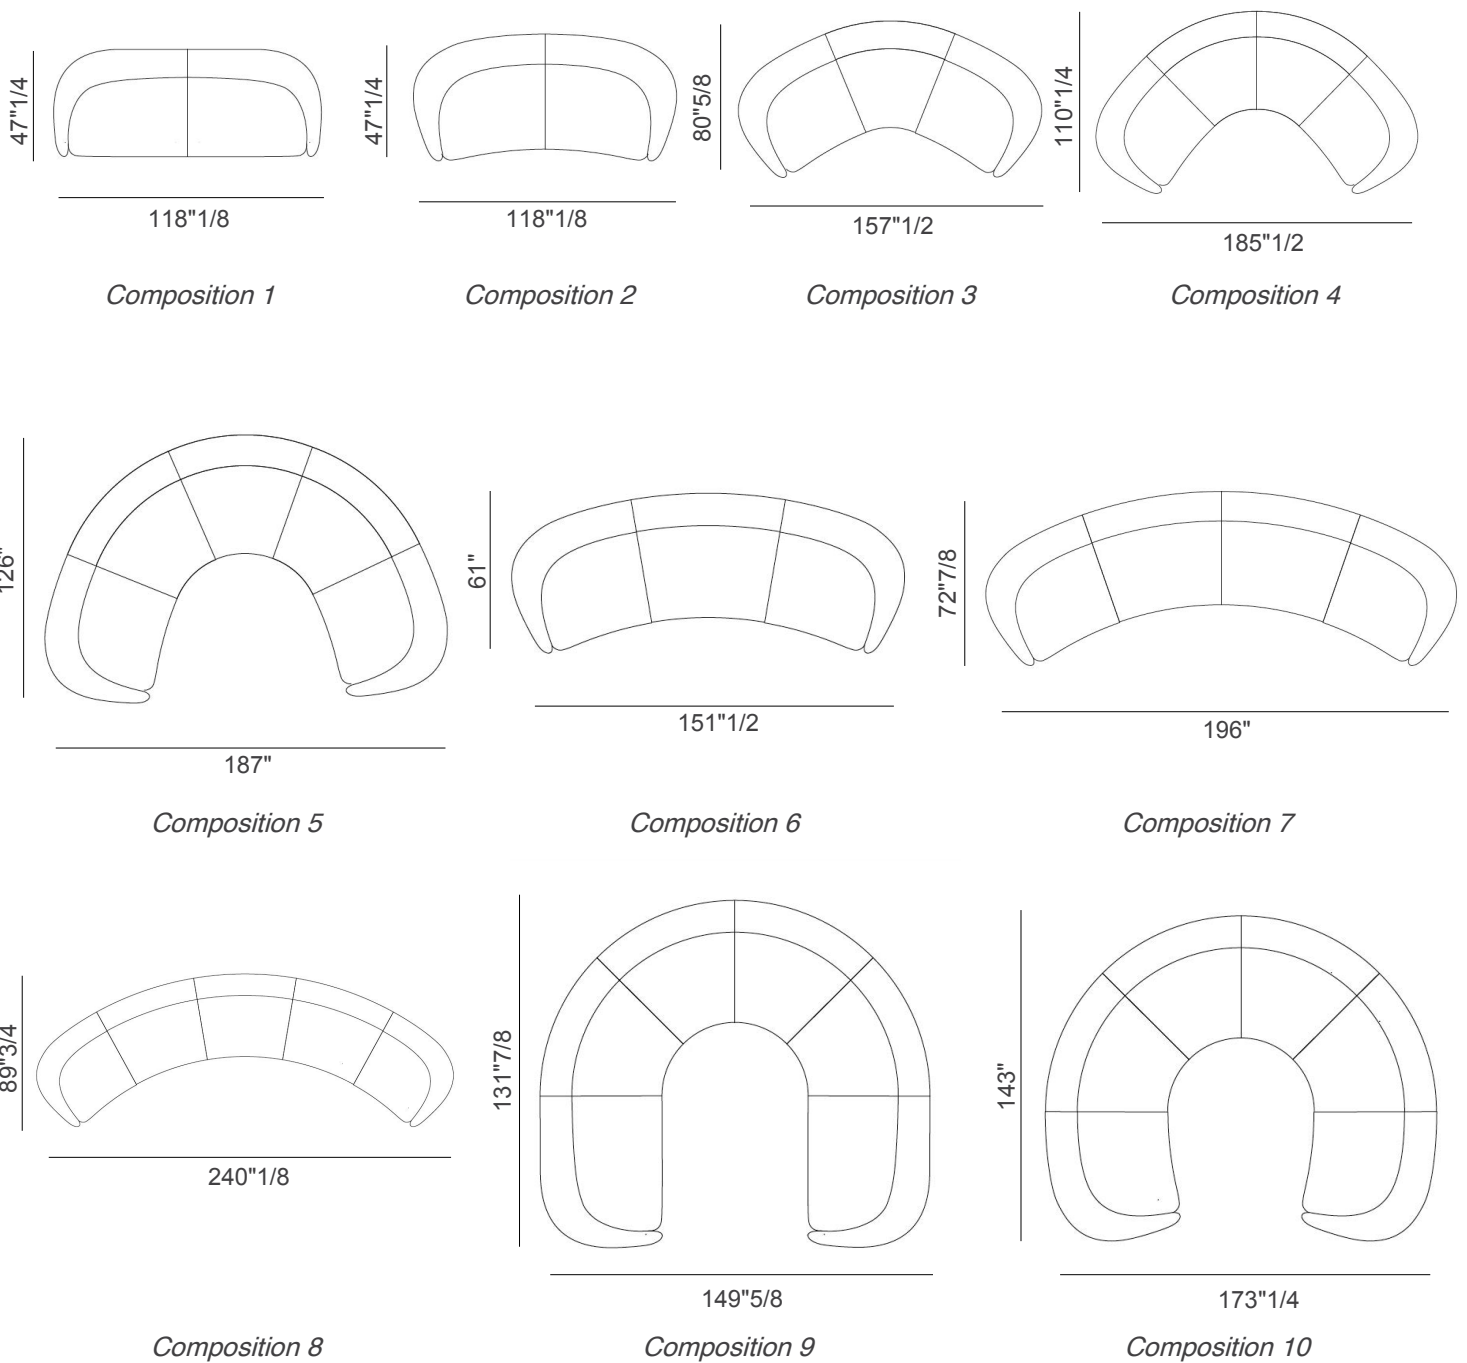 47"1/4
118"1/8
Composition 1
47"1/4
118"1/8
Composition 2
80"5/8
157"1/2
Composition 3
110"1/4
185"1/2
Composition 4
126"
187"
Composition 5
61"
151"1/2
Composition 6
72"7/8
196"
Composition 7
89"3/4
240"1/8
Composition 8
131"7/8
149"5/8
Composition 9
143"
173"1/4
Composition 10